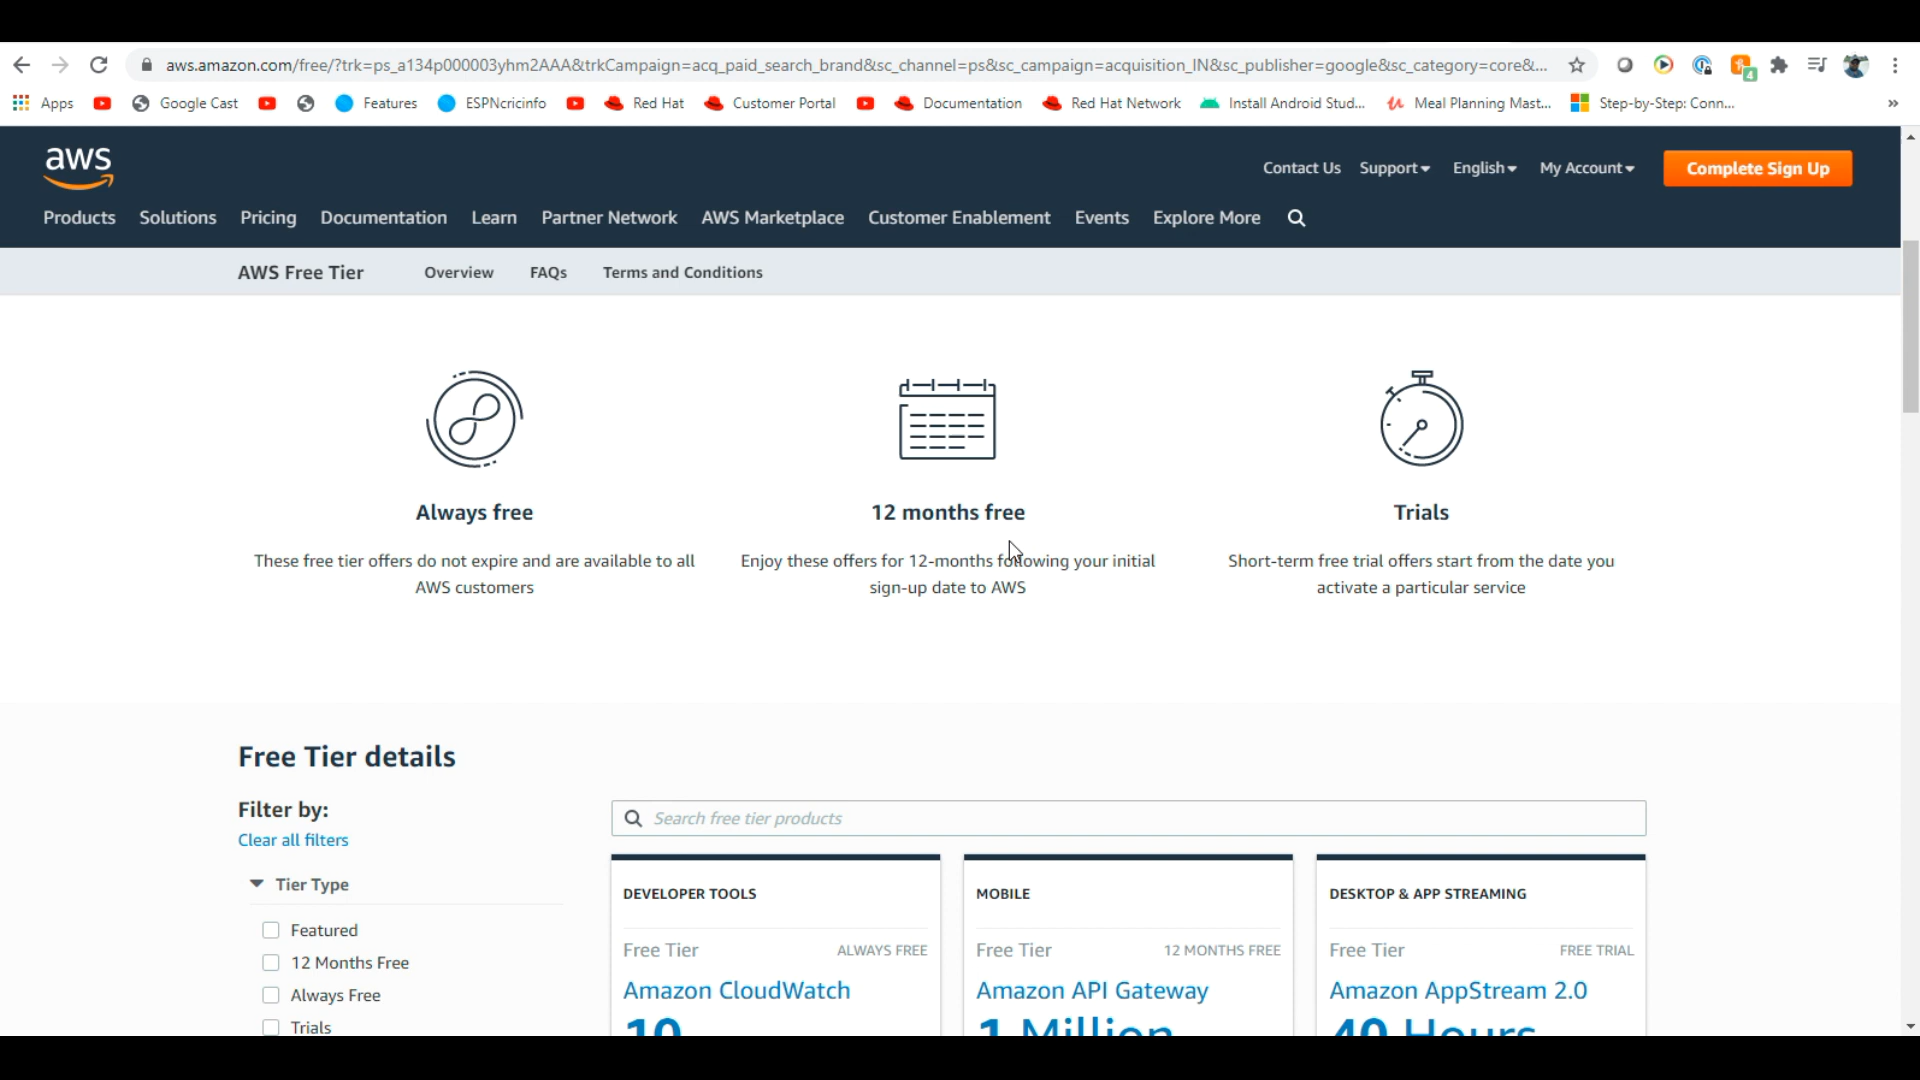 aws.amazon.com/free/?trk=ps_a134p000003yhm2AAA&trkCampaign=acq_paid_search_brand&sc_channel=ps&sc_campaign=acquisition_IN&sc_publisher=google&sc_category=core&...
4
Apps Google Cast Features ESPNcricinfo Red Hat Customer Portal Documentation Red Hat Network Install Android Stud... Meal Planning Mast... Step-by-Step: Conn... »
aws
Contact Us Support English My Account Complete Sign Up
Products Solutions Pricing Documentation Learn Partner Network AWS Marketplace Customer Enablement Events Explore More
AWS Free Tier Overview FAQs Terms and Conditions
Always free
These free tier offers do not expire and are available to all
AWS customers
12 months free
Enjoy these offers for 12-months following your initial
sign-up date to AWS
Trials
Short-term free trial offers start from the date you
activate a particular service
Free Tier details
Filter by:
Clear all filters
Tier Type
Featured
12 Months Free
Always Free
Trials
Search free tier products
DEVELOPER TOOLS
Free Tier ALWAYS FREE
Amazon CloudWatch
10
MOBILE
Free Tier 12 MONTHS FREE
Amazon API Gateway
1 Million
DESKTOP & APP STREAMING
Free Tier FREE TRIAL
Amazon AppStream 2.0
40 Hours